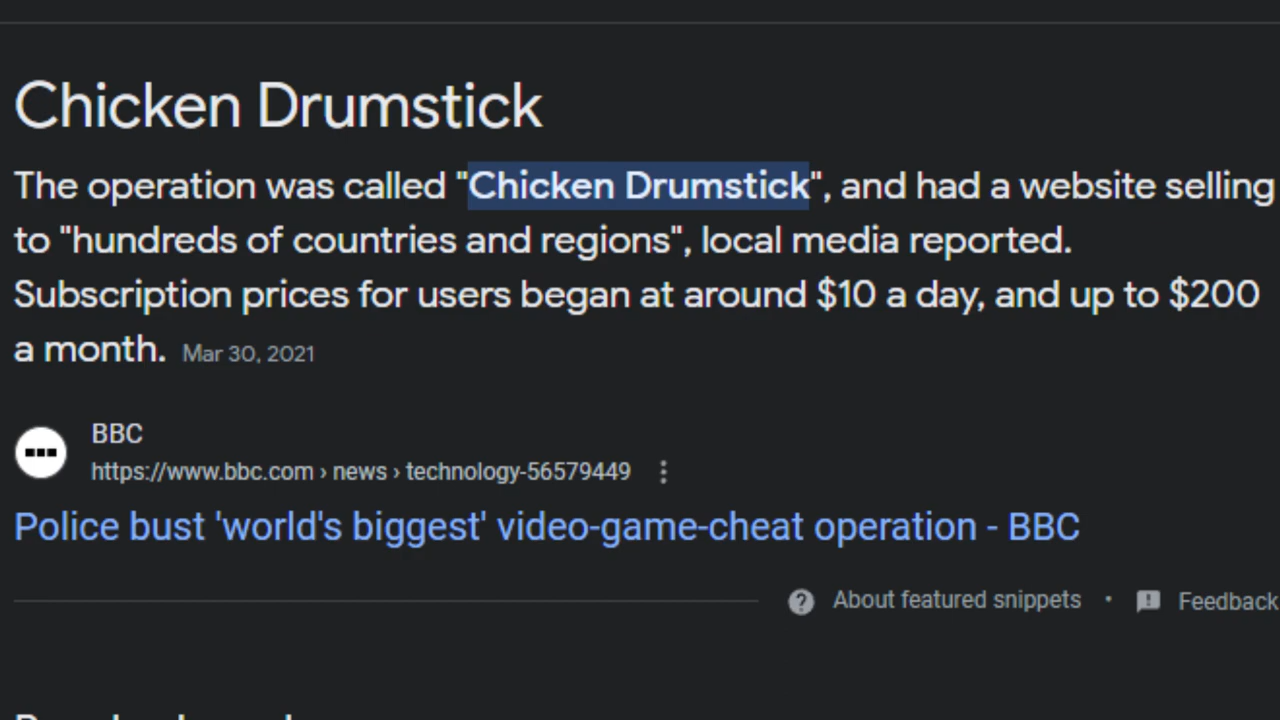 Chicken Drumstick
The operation was called "Chicken Drumstick", and had a website selling
to "hundreds of countries and regions", local media reported.
Subscription prices for users began at around $10 a day, and up to $200
a month. Mar 30, 2021
BBC
https://www.bbc.com › news › technology-56579449
Police bust 'world's biggest' video-game-cheat operation - BBC
About featured snippets • Feedback